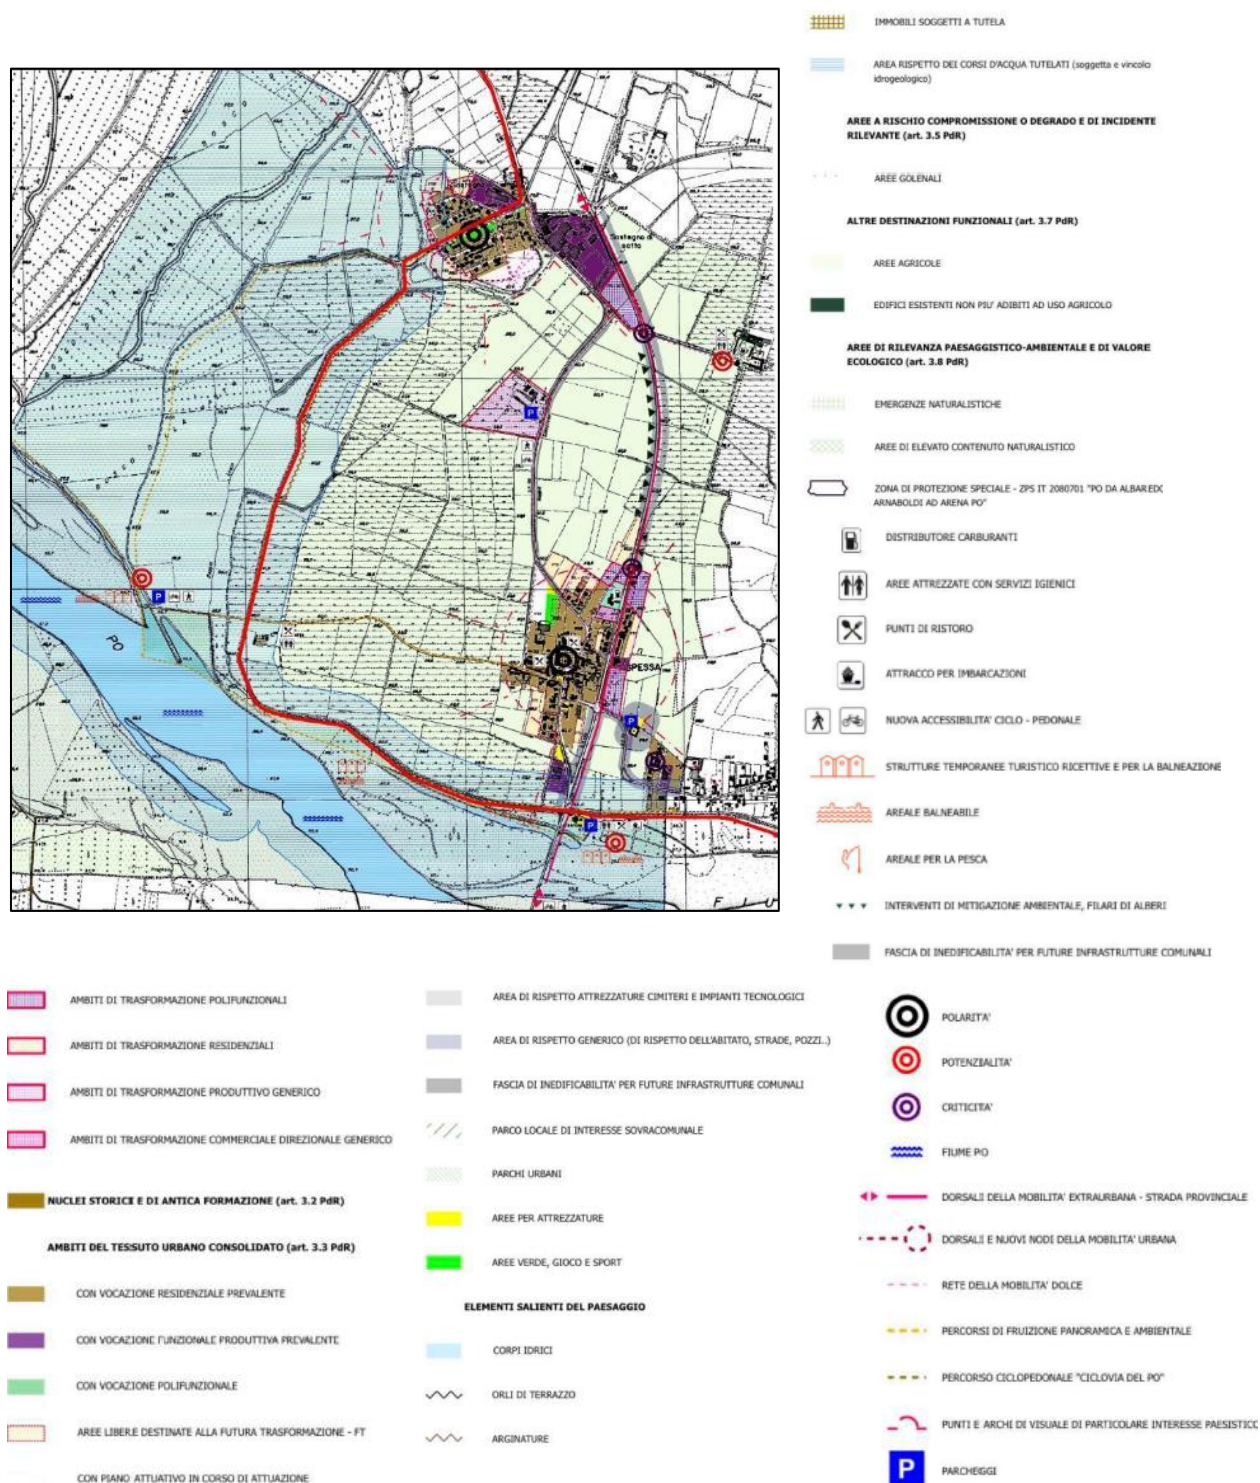 IMMOBILI SOGGETTI A TUTELA
AREA RISPETTO DEI CORSI D'ACQUA TUTELATI (soggetta e vincolo
idrogeologico)
AREE A RISCHIO COMPROMISSIONE O DEGRADO E DI INCIDENTE
RILEVANTE (art. 3.5 PdR)
AREE GOLENALI
ALTRE DESTINAZIONI FUNZIONALI (art. 3.7 PdR)
AREE AGRICOLE
EDIFICI ESISTENTI NON PIU' ADIBITI AD USO AGRICOLO
AREE DI RILEVANZA PAESAGGISTICO-AMBIENTALE E DI VALORE
ECOLOGICO (art. 3.8 PdR)
EMERGENZE NATURALISTICHE
AREE DI ELEVATO CONTENUTO NATURALISTICO
ZONA DI PROTEZIONE SPECIALE - ZPS IT 2080701 "PO DA ALBAREDO
ARNABOLDI AD ARENA PO"
DISTRIBUTORE CARBURANTI
AREE ATTREZZATE CON SERVIZI IGIENICI
PUNTI DI RISTORO
ATTRACCO PER IMBARCAZIONI
NUOVA ACCESSIBILITA' CICLO - PEDONALE
STRUTTURE TEMPORANEE TURISTICO RICETTIVE E PER LA BALNEAZIONE
AREALE BALNEABILE
AREALE PER LA PESCA
INTERVENTI DI MITIGAZIONE AMBIENTALE, FILARI DI ALBERI
FASCIA DI INEDIFICABILITA' PER FUTURE INFRASTRUTTURE COMUNALI
Sostegno di
sotto
P
P
PO
SPESSA
P
P
F I U
AMBITI DI TRASFORMAZIONE POLIFUNZIONALI
AMBITI DI TRASFORMAZIONE RESIDENZIALI
AMBITI DI TRASFORMAZIONE PRODUTTIVO GENERICO
AMBITI DI TRASFORMAZIONE COMMERCIALE DIREZIONALE GENERICO
NUCLEI STORICI E DI ANTICA FORMAZIONE (art. 3.2 PdR)
AMBITI DEL TESSUTO URBANO CONSOLIDATO (art. 3.3 PdR)
CON VOCAZIONE RESIDENZIALE PREVALENTE
CON VOCAZIONE FUNZIONALE PRODUTTIVA PREVALENTE
CON VOCAZIONE POLIFUNZIONALE
AREE LIBERE DESTINATE ALLA FUTURA TRASFORMAZIONE - FT
CON PIANO ATTUATIVO IN CORSO DI ATTUAZIONE
AREA DI RISPETTO ATTREZZATURE CIMITERI E IMPIANTI TECNOLOGICI
AREA DI RISPETTO GENERICO (DI RISPETTO DELL'ABITATO, STRADE, POZZI..)
FASCIA DI INEDIFICABILITA' PER FUTURE INFRASTRUTTURE COMUNALI
PARCO LOCALE DI INTERESSE SOVRACOMUNALE
PARCHI URBANI
AREE PER ATTREZZATURE
AREE VERDE, GIOCO E SPORT
ELEMENTI SALIENTI DEL PAESAGGIO
CORPI IDRICI
ORLI DI TERRAZZO
ARGINATURE
POLARITA'
POTENZIALITA'
CRITICITA'
FIUME PO
DORSALI DELLA MOBILITA' EXTRAURBANA - STRADA PROVINCIALE
DORSALI E NUOVI NODI DELLA MOBILITA' URBANA
RETE DELLA MOBILITA' DOLCE
PERCORSI DI FRUIZIONE PANORAMICA E AMBIENTALE
PERCORSO CICLOPEDONALE "CICLOVIA DEL PO"
PUNTI E ARCHI DI VISUALE DI PARTICOLARE INTERESSE PAESISTICO
P PARCHEGGI